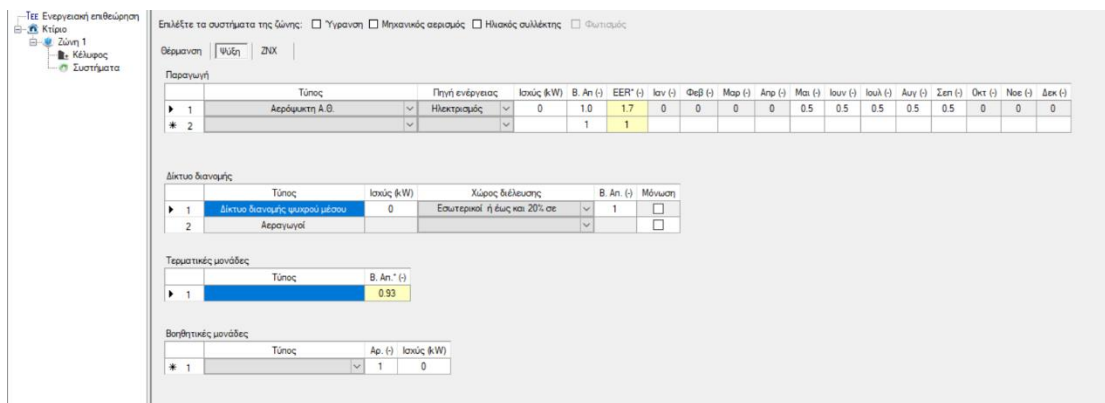 ΤΕΕ Ενεργειακή επιθεώρηση
Κτίριο
Ζώνη 1
Κέλυφος
Συστήματα
Επιλέξτε τα συστήματα της ζώνης: Ύγρανση Μηχανικός αερισμός Ηλιακός συλλέκτης Φωτισμός
Θέρμανση Ψύξη ΖΝΧ
Παραγωγή
Τύπος Πηγή ενέργειας Ισχύς (kW) Β. Απ (-) EER* (-) Ιαν (-) Φεβ (-) Μαρ (-) Απρ (-) Μαι (-) Ιουν (-) Ιουλ (-) Αυγ (-) Σεπ (-) Οκτ (-) Νοε (-) Δεκ (-)
1 Αερόψυκτη Α.Θ. Ηλεκτρισμός 0 1.0 1.7 0 0 0 0 0.5 0.5 0.5 0.5 0.5 0 0 0
2 1 1
Δίκτυο διανομής
Τύπος Ισχύς (kW) Χώρος διέλευσης Β. Απ. (-) Μόνωση
1 Δίκτυο διανομής ψυχρού μέσου 0 Εσωτερικοί ή έως και 20% σε 1
2 Αεραγωγοί
Τερματικές μονάδες
Τύπος Β. Απ.* (-)
1 0.93
Βοηθητικές μονάδες
Τύπος Αρ. (-) Ισχύς (kW)
1 1 0